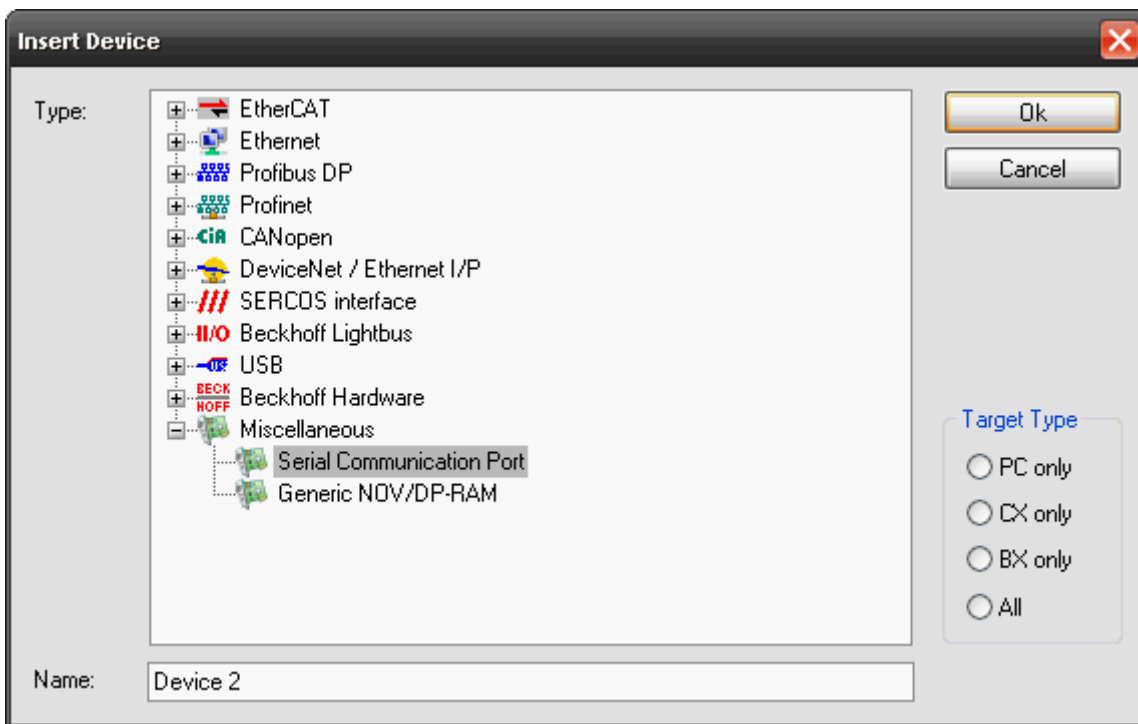 Insert Device
Type:
EtherCAT
Ethernet
Profibus DP
Profinet
CiA CANopen
DeviceNet / Ethernet I/P
SERCOS interface
II/O Beckhoff Lightbus
USB
BECK HOFF Beckhoff Hardware
Miscellaneous
Serial Communication Port
Generic NOV/DP-RAM
Ok
Cancel
Target Type
PC only
CX only
BX only
All
Name:
Device 2